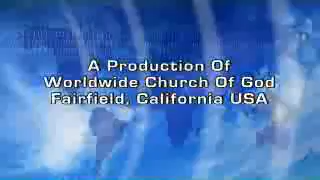 A Production Of
Worldwide Church Of God
Fairfield, California USA